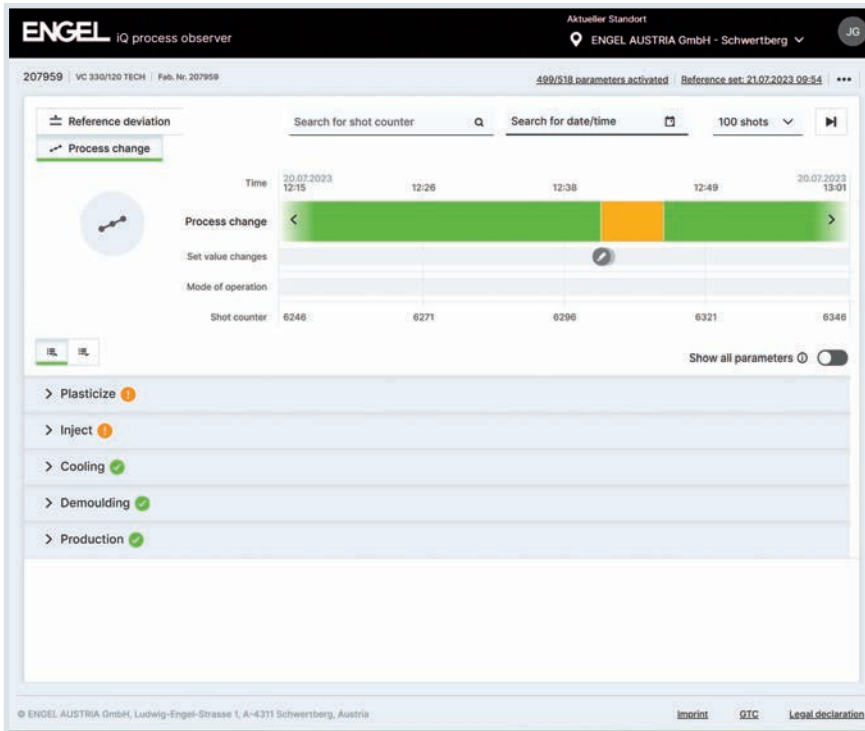 Aktueller Standort
ENGEL iQ process observer
ENGEL AUSTRIA GmbH - Schwertberg
JG
207959 VC 330/120 TECH Fab. Nr. 207959
499/518 parameters activated Reference set: 21.07.2023 09:54
Reference deviation
Search for shot counter
Search for date/time
100 shots
Process change
Time 20.07.2023 12:15 12:26 12:38 12:49 20.07.2023 13:01
Process change
Set value changes
Mode of operation
Shot counter 6246 6271 6296 6321 6346
Show all parameters
Plasticize
Inject
Cooling
Demoulding
Production
© ENGEL AUSTRIA GmbH, Ludwig-Engel-Strasse 1, A-4311 Schwertberg, Austria
Imprint GTC Legal declaration